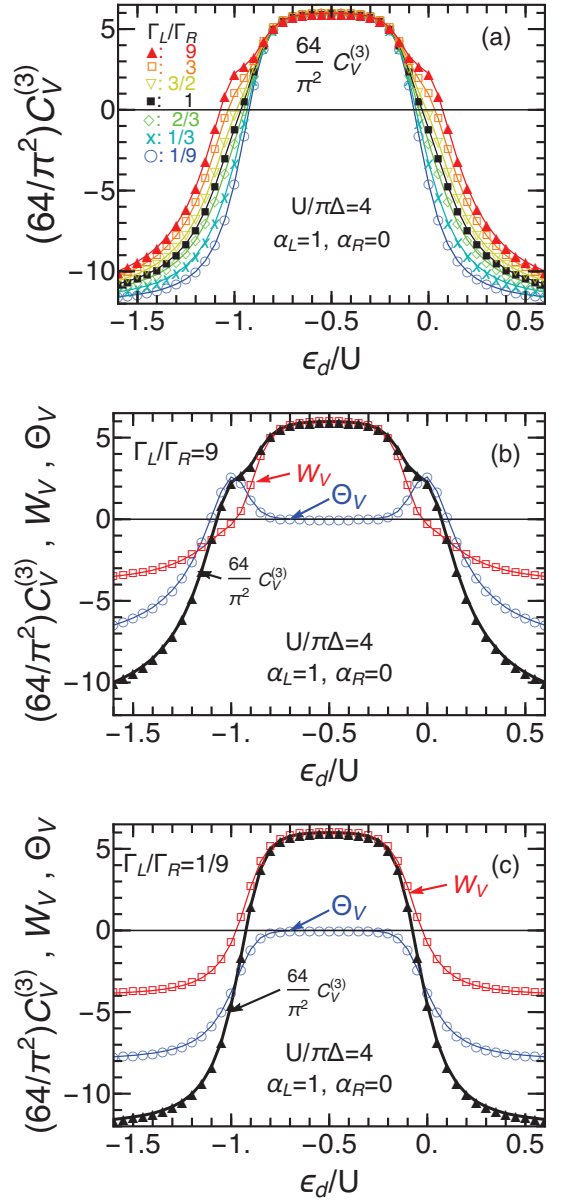 (64/π²)C_V^(3)
Γ_L/Γ_R
▲: 9
□: 3
▽: 3/2
■: 1
◇: 2/3
×: 1/3
○: 1/9
64/π² C_V^(3)
(a)
U/πΔ=4
α_L=1, α_R=0
5
0
−5
−10
−1.5 −1. −0.5 0. 0.5
ϵ_d/U
(64/π²)C_V^(3) , W_V , Θ_V
Γ_L/Γ_R=9
(b)
W_V
Θ_V
64/π² C_V^(3)
U/πΔ=4
α_L=1, α_R=0
5
0
−5
−10
−1.5 −1. −0.5 0. 0.5
ϵ_d/U
(64/π²)C_V^(3) , W_V , Θ_V
Γ_L/Γ_R=1/9
(c)
W_V
Θ_V
64/π² C_V^(3)
U/πΔ=4
α_L=1, α_R=0
5
0
−5
−10
−1.5 −1. −0.5 0. 0.5
ϵ_d/U